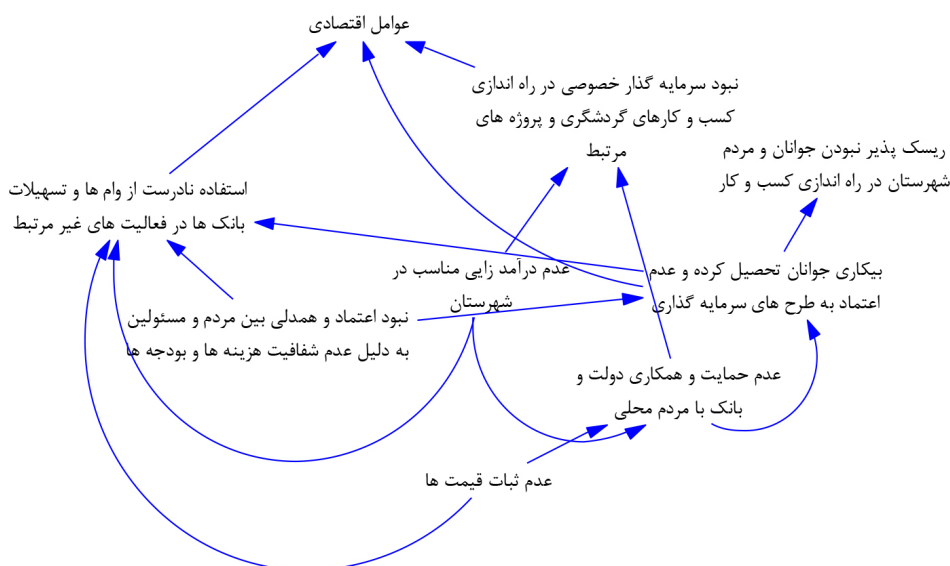 عوامل اقتصادی
نبود سرمایه گذار خصوصی در راه اندازی
کسب و کارهای گردشگری و پروژه های
مرتبط
ریسک پذیر نبودن جوانان و مردم
شهرستان در راه اندازی کسب و کار
استفاده نادرست از وام ها و تسهیلات
بانک ها در فعالیت های غیر مرتبط
عدم درآمد زایی مناسب در
شهرستان
بیکاری جوانان تحصیل کرده و عدم
اعتماد به طرح های سرمایه گذاری
نبود اعتماد و همدلی بین مردم و مسئولین
به دلیل عدم شفافیت هزینه ها و بودجه ها
عدم حمایت و همکاری دولت و
بانک با مردم محلی
عدم ثبات قیمت ها